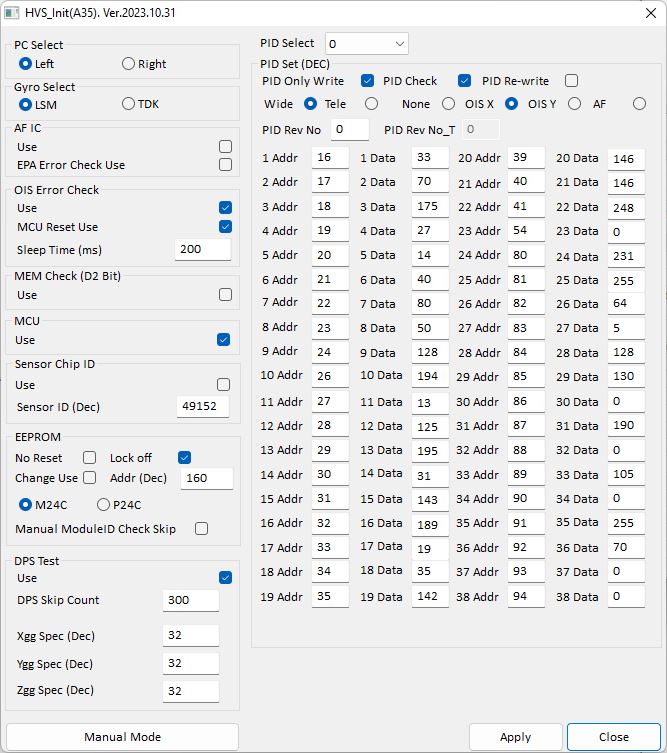 HVS_Init(A35). Ver.2023.10.31
PC Select
Left Right
Gyro Select
LSM TDK
AF IC
Use
EPA Error Check Use
OIS Error Check
Use
MCU Reset Use
Sleep Time (ms) 200
MEM Check (D2 Bit)
Use
MCU
Use
Sensor Chip ID
Use
Sensor ID (Dec) 49152
EEPROM
No Reset Lock off
Change Use Addr (Dec) 160
M24C P24C
Manual ModuleID Check Skip
DPS Test
Use
DPS Skip Count 300
Xgg Spec (Dec) 32
Ygg Spec (Dec) 32
Zgg Spec (Dec) 32
Manual Mode
PID Select 0
PID Set (DEC)
PID Only Write PID Check PID Re-write
Wide Tele None OIS X OIS Y AF
PID Rev No 0 PID Rev No_T 0
1 Addr 16 1 Data 33 20 Addr 39 20 Data 146
2 Addr 17 2 Data 70 21 Addr 40 21 Data 146
3 Addr 18 3 Data 175 22 Addr 41 22 Data 248
4 Addr 19 4 Data 27 23 Addr 54 23 Data 0
5 Addr 20 5 Data 14 24 Addr 80 24 Data 231
6 Addr 21 6 Data 40 25 Addr 81 25 Data 255
7 Addr 22 7 Data 80 26 Addr 82 26 Data 64
8 Addr 23 8 Data 50 27 Addr 83 27 Data 5
9 Addr 24 9 Data 128 28 Addr 84 28 Data 128
10 Addr 26 10 Data 194 29 Addr 85 29 Data 130
11 Addr 27 11 Data 13 30 Addr 86 30 Data 0
12 Addr 28 12 Data 125 31 Addr 87 31 Data 190
13 Addr 29 13 Data 195 32 Addr 88 32 Data 0
14 Addr 30 14 Data 31 33 Addr 89 33 Data 105
15 Addr 31 15 Data 143 34 Addr 90 34 Data 0
16 Addr 32 16 Data 189 35 Addr 91 35 Data 255
17 Addr 33 17 Data 19 36 Addr 92 36 Data 70
18 Addr 34 18 Data 35 37 Addr 93 37 Data 0
19 Addr 35 19 Data 142 38 Addr 94 38 Data 0
Apply Close